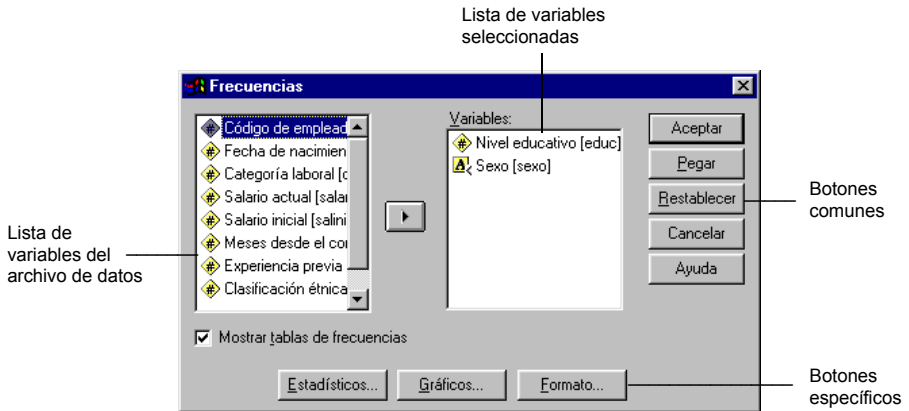 Lista de variables
seleccionadas
Frecuencias
Código de emplead
Fecha de nacimien
Categoría laboral [c
Salario actual [salar
Salario inicial [salini
Meses desde el cor
Experiencia previa
Clasificación étnica
Variables:
Nivel educativo [educ]
Sexo [sexo]
Aceptar
Pegar
Restablecer
Cancelar
Ayuda
Mostrar tablas de frecuencias
Estadísticos...
Gráficos...
Formato...
Lista de
variables del
archivo de datos
Botones
comunes
Botones
específicos